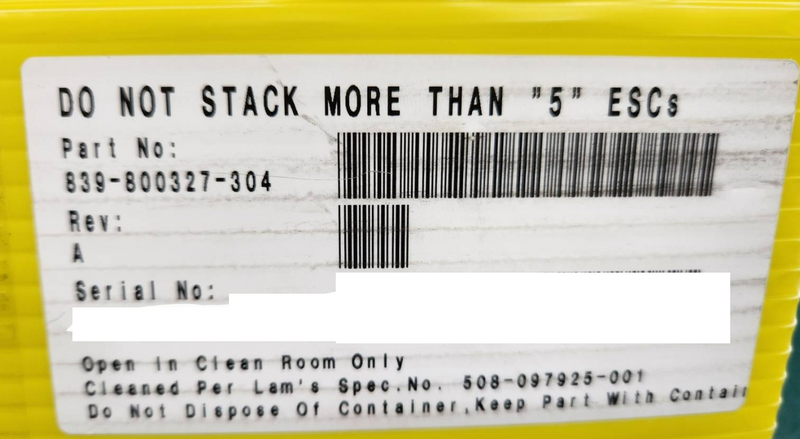 DO NOT STACK MORE THAN "5" ESCs
Part No:
839-800327-304
Rev:
A
Serial No:
Open in Clean Room Only
Cleaned Per Lam's Spec.No. 508-097925-001
Do Not Dispose Of Container,Keep Part With Contai